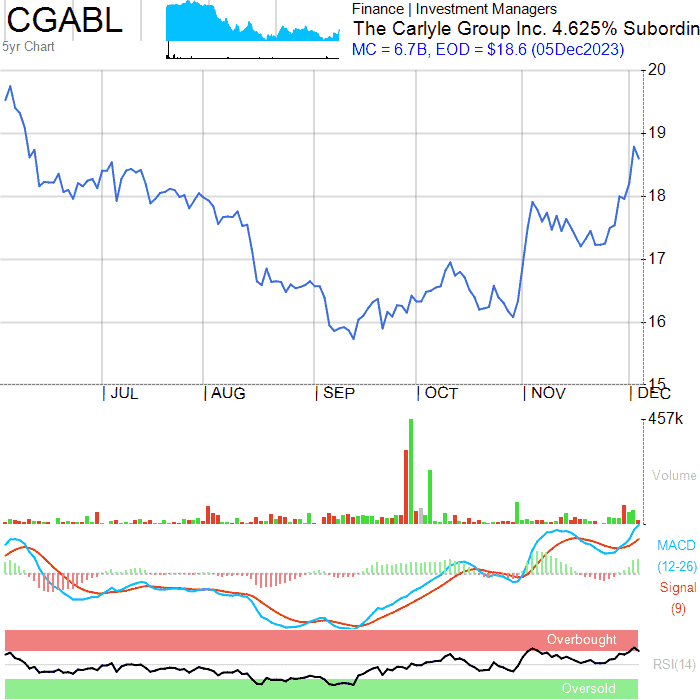 CGABL
5yr Chart
Finance | Investment Managers
The Carlyle Group Inc. 4.625% Subordin
MC = 6.7B, EOD = $18.6 (05Dec2023)
20
19
18
17
16
15
| JUL | AUG | SEP | OCT | NOV | DEC
457k
Volume
MACD
(12-26)
Signal
(9)
Overbought
RSI(14)
Oversold